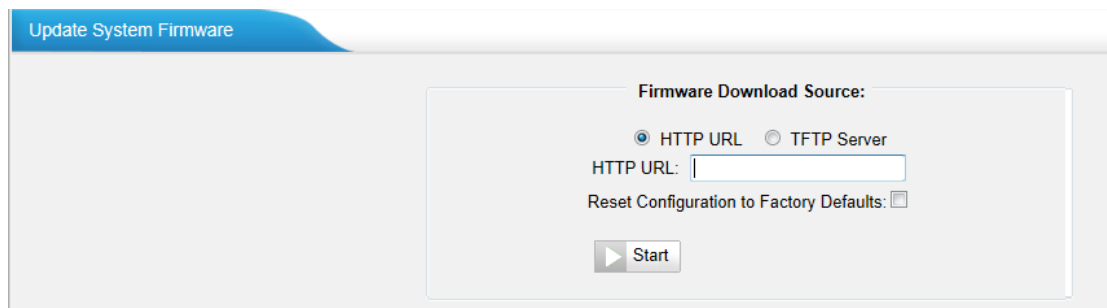 Update System Firmware
Firmware Download Source:
HTTP URL TFTP Server
HTTP URL:
Reset Configuration to Factory Defaults:
Start